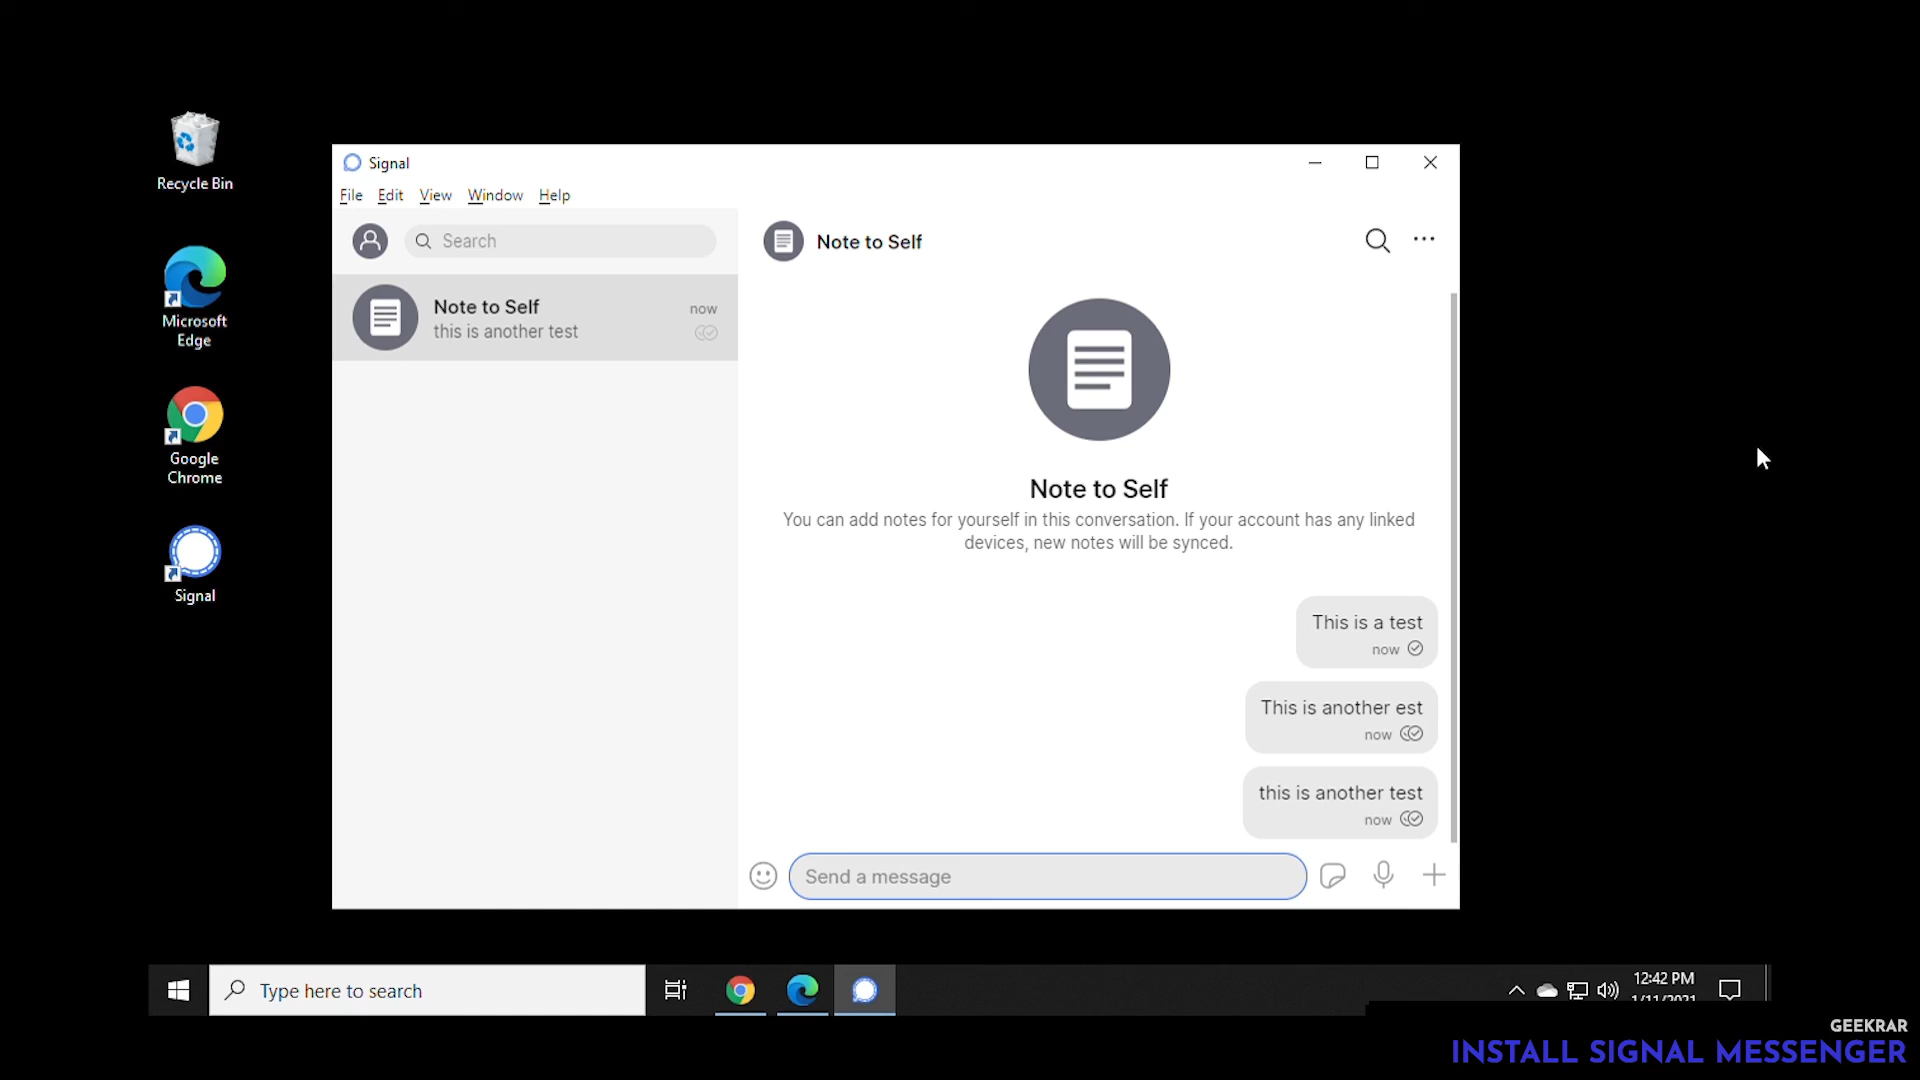 Recycle Bin
Microsoft
Edge
Google
Chrome
Signal
Signal
File Edit View Window Help
Search
Note to Self
now
this is another test
Note to Self
Note to Self
You can add notes for yourself in this conversation. If your account has any linked
devices, new notes will be synced.
This is a test
now
This is another est
now
this is another test
now
Send a message
Type here to search
12:42 PM
1/11/2021
GEEKRAR
INSTALL SIGNAL MESSENGER